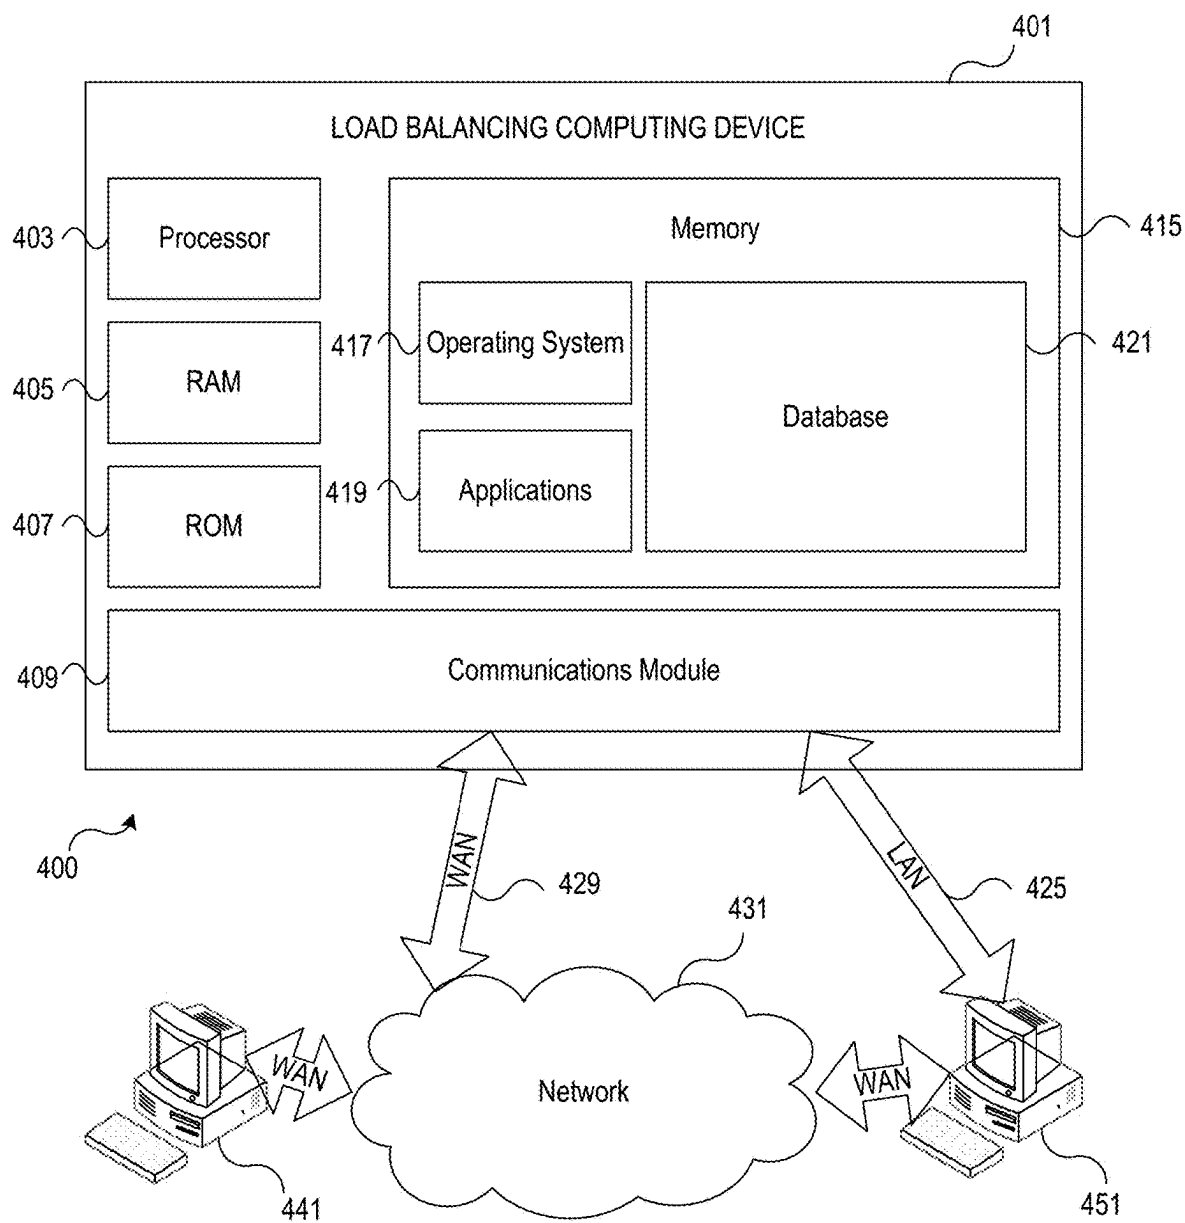 401
LOAD BALANCING COMPUTING DEVICE
403
Processor
Memory
415
417
Operating System
421
405
RAM
Database
419
Applications
407
ROM
409
Communications Module
400
WAN
429
LAN
425
431
WAN
Network
WAN
441
451